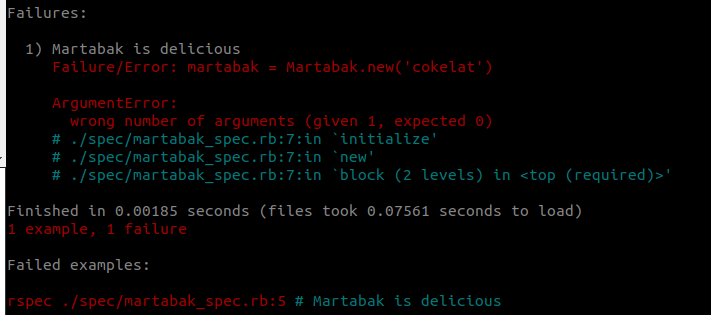 Failures:
1) Martabak is delicious
Failure/Error: martabak = Martabak.new('cokelat')
ArgumentError:
wrong number of arguments (given 1, expected 0)
# ./spec/martabak_spec.rb:7:in `initialize'
# ./spec/martabak_spec.rb:7:in `new'
# ./spec/martabak_spec.rb:7:in `block (2 levels) in <top (required)>'
Finished in 0.00185 seconds (files took 0.07561 seconds to load)
1 example, 1 failure
Failed examples:
rspec ./spec/martabak_spec.rb:5 # Martabak is delicious